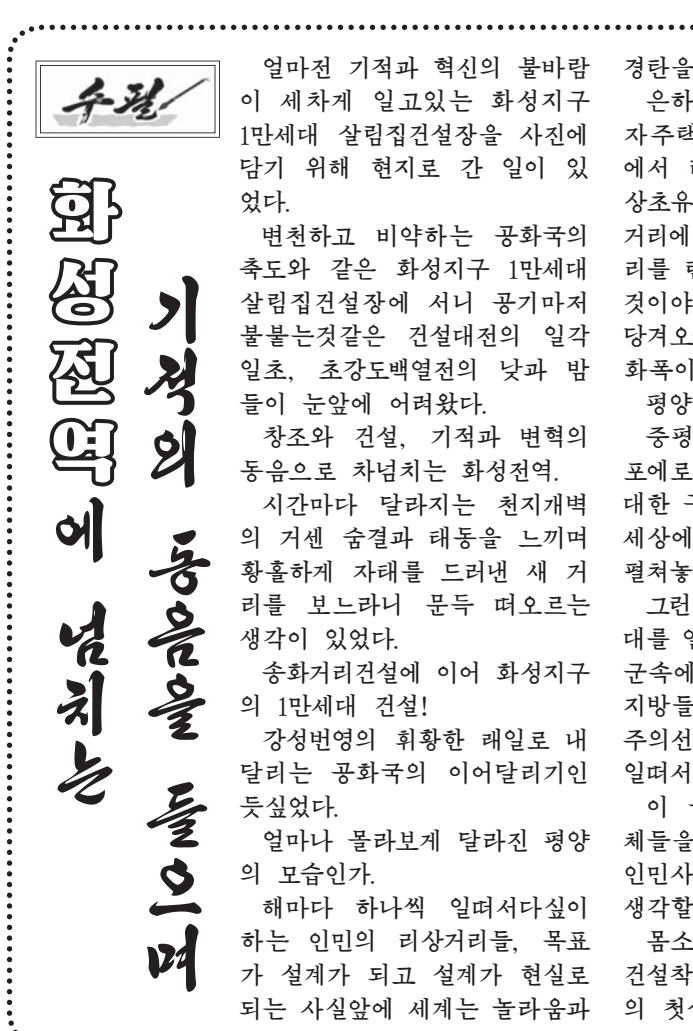 수필
화성전역에 넘치는
기적의 동음을 들으며
얼마전 기적과 혁신의 불바람
이 세차게 일고있는 화성지구
1만세대 살림집건설장을 사진에
담기 위해 현지로 간 일이 있
었다.
변천하고 비약하는 공화국의
축도와 같은 화성지구 1만세대
살림집건설장에 서니 공기마저
불붙는것같은 건설대전의 일각
일초, 초강도백열전의 낮과 밤
들이 눈앞에 어려왔다.
창조와 건설, 기적과 변혁의
동음으로 차넘치는 화성전역.
시간마다 달라지는 천지개벽
의 거센 숨결과 태동을 느끼며
황홀하게 자태를 드러낸 새 거
리를 보느라니 문득 떠오르는
생각이 있었다.
송화거리건설에 이어 화성지구
의 1만세대 건설!
강성번영의 휘황한 래일로 내
달리는 공화국의 이어달리기인
듯싶었다.
얼마나 몰라보게 달라진 평양
의 모습인가.
해마다 하나씩 일떠서다싶이
하는 인민의 리상거리들, 목표
가 설계가 되고 설계가 현실로
되는 사실앞에 세계는 놀라움과
경탄을
은하
자주택
에서
상초유
거리에
리를
것이야
당겨오
화폭이
평양
중평
포에로
대한
세상에
펼쳐놓
그런
대를
군속에
지방들
주의선
일떠서
이
체들을
인민사
생각할
몸소
건설착
의 첫